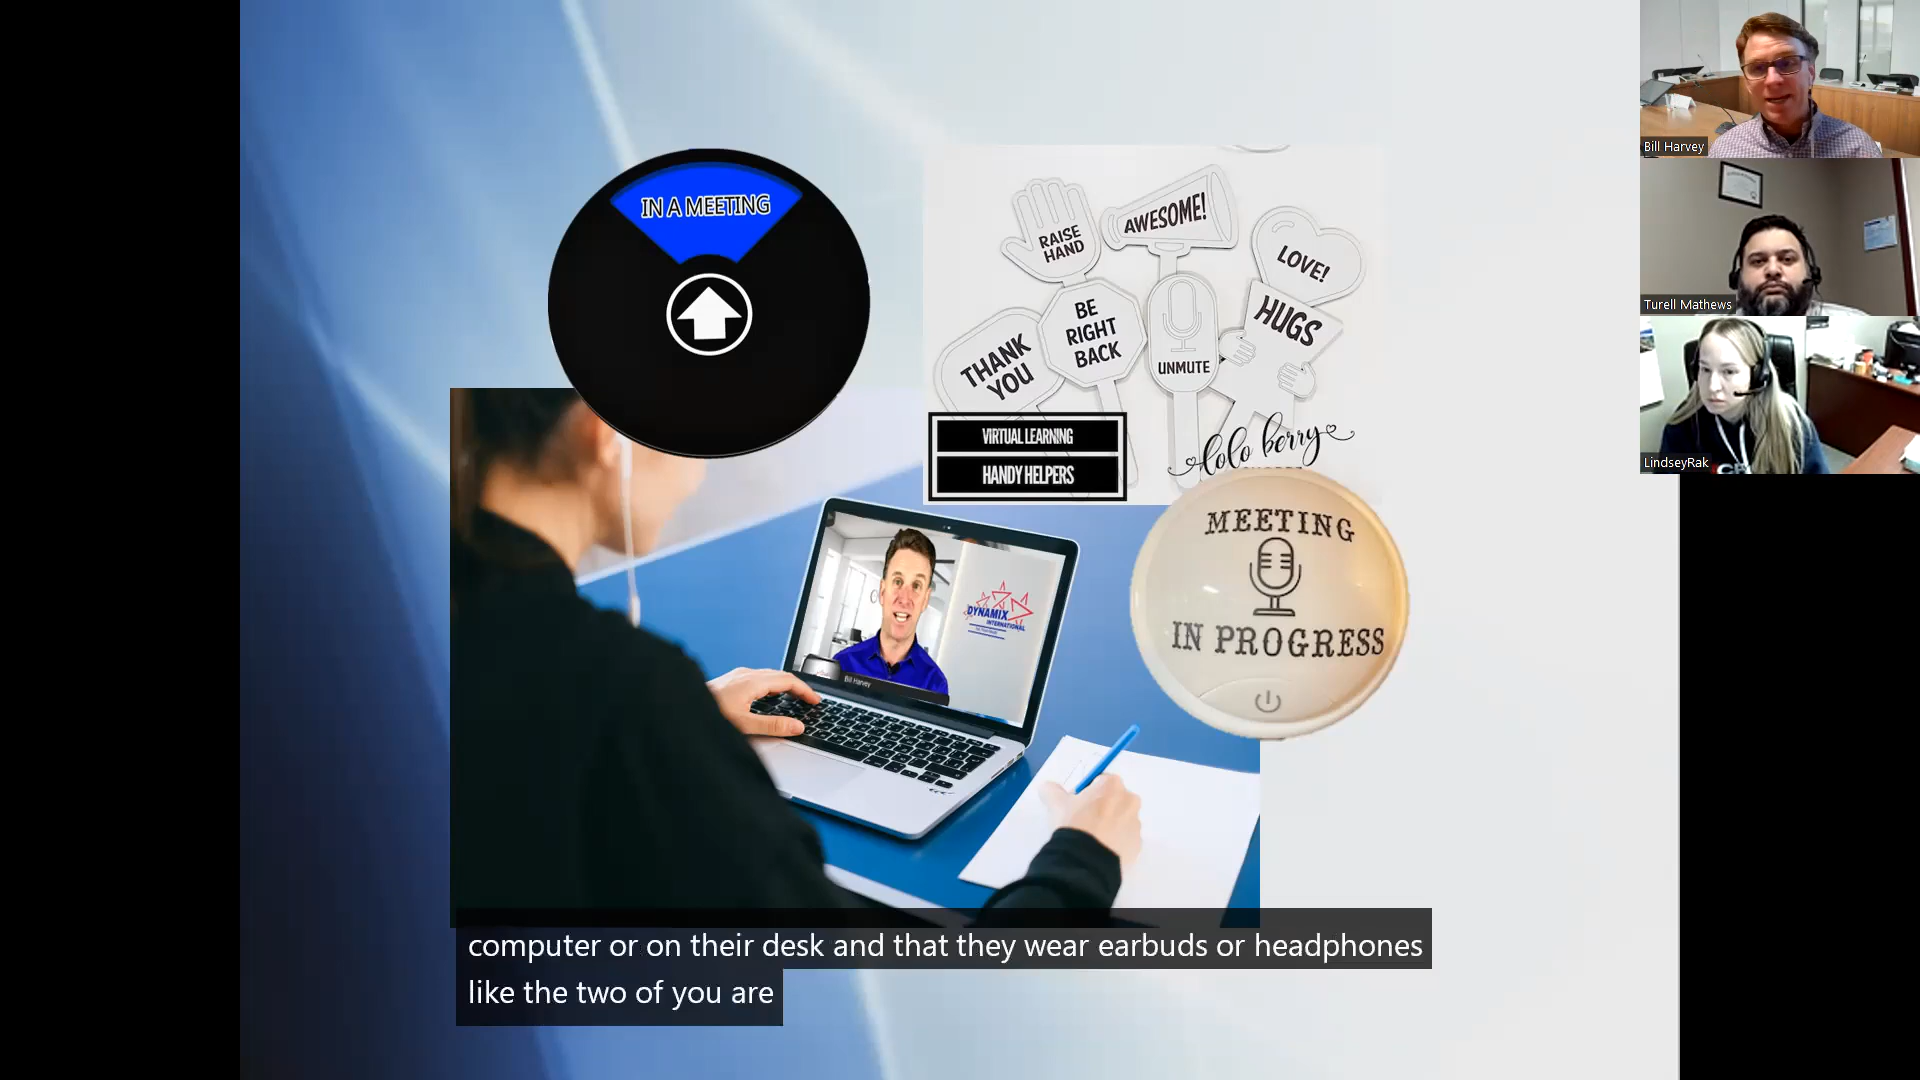 IN A MEETING
RAISE
HAND
AWESOME!
LOVE!
THANK
YOU
BE
RIGHT
BACK
UNMUTE
HUGS
VIRTUAL LEARNING
HANDY HELPERS
lolo berry
MEETING
IN PROGRESS
DYNAMIX
INTERNATIONAL
Bill Harvey
computer or on their desk and that they wear earbuds or headphones
like the two of you are
Bill Harvey
Turell Mathews
LindseyRak